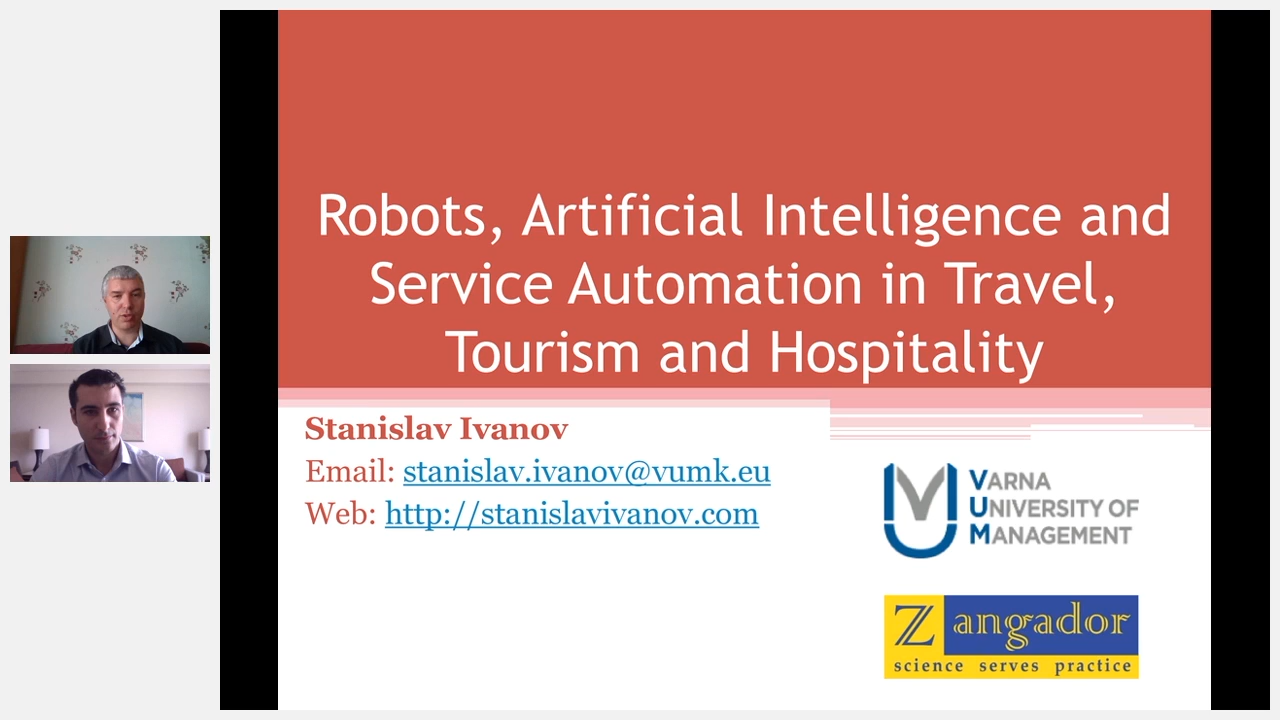 Robots, Artificial Intelligence and
Service Automation in Travel,
Tourism and Hospitality
Stanislav Ivanov
Email: stanislav.ivanov@vumk.eu
Web: http://stanislavivanov.com
VARNA
UNIVERSITY OF
MANAGEMENT
Zangador
science serves practice